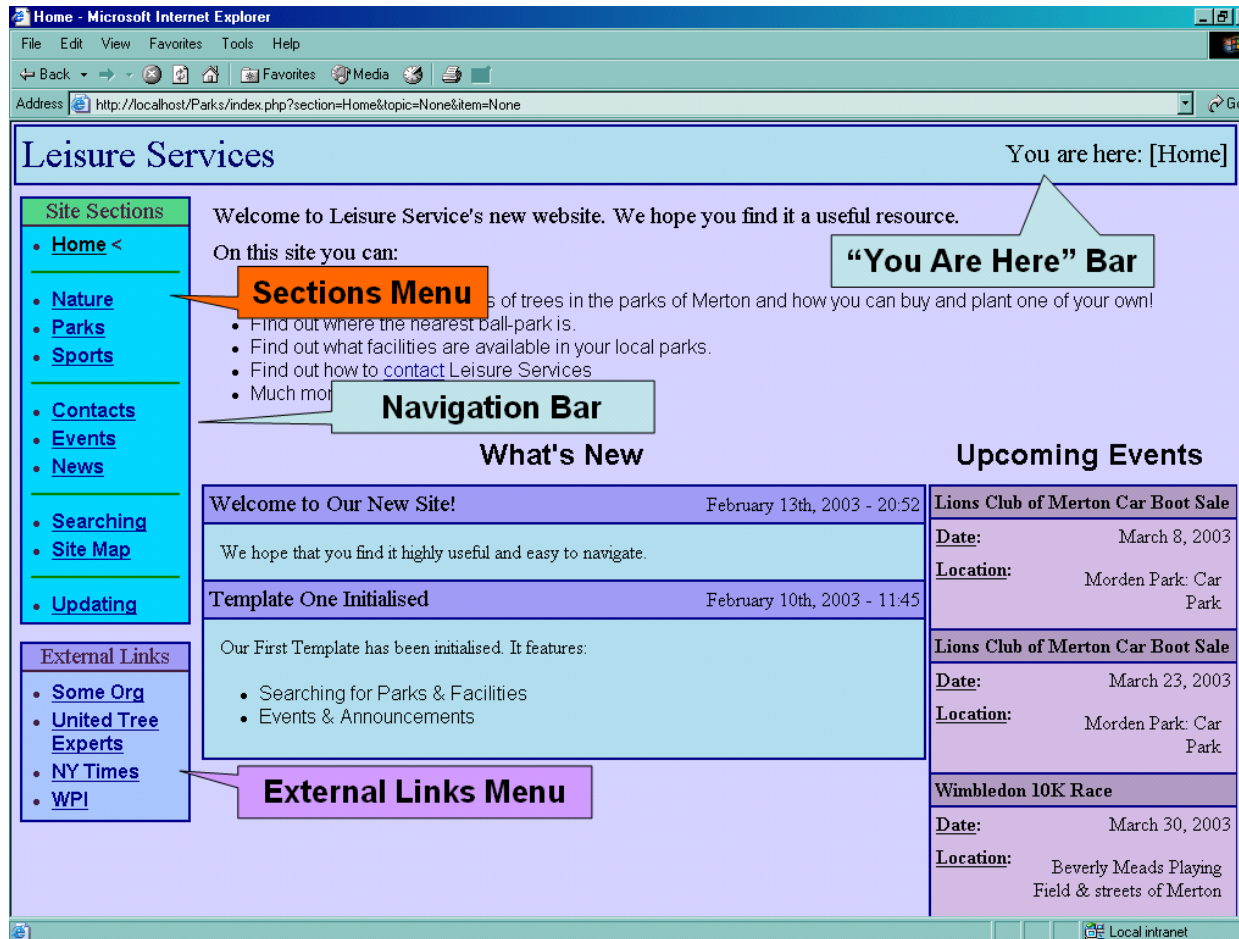 Home - Microsoft Internet Explorer
File Edit View Favorites Tools Help
Back Favorites Media
Address http://localhost/Parks/index.php?section=Home&topic=None&item=None
Leisure Services
You are here: [Home]
Site Sections
• Home <
• Nature
• Parks
• Sports
• Contacts
• Events
• News
• Searching
• Site Map
• Updating
External Links
• Some Org
• United Tree
Experts
• NY Times
• WPI
Welcome to Leisure Service's new website. We hope you find it a useful resource.
On this site you can:
"You Are Here" Bar
Sections Menu
s of trees in the parks of Merton and how you can buy and plant one of your own!
• Find out where the nearest ball-park is.
• Find out what facilities are available in your local parks.
• Find out how to contact Leisure Services
• Much mor
Navigation Bar
What's New
Welcome to Our New Site! February 13th, 2003 - 20:52
We hope that you find it highly useful and easy to navigate.
Template One Initialised February 10th, 2003 - 11:45
Our First Template has been initialised. It features:
• Searching for Parks & Facilities
• Events & Announcements
External Links Menu
Upcoming Events
Lions Club of Merton Car Boot Sale
Date: March 8, 2003
Location: Morden Park: Car
Park
Lions Club of Merton Car Boot Sale
Date: March 23, 2003
Location: Morden Park: Car
Park
Wimbledon 10K Race
Date: March 30, 2003
Location: Beverly Meads Playing
Field & streets of Merton
Local intranet